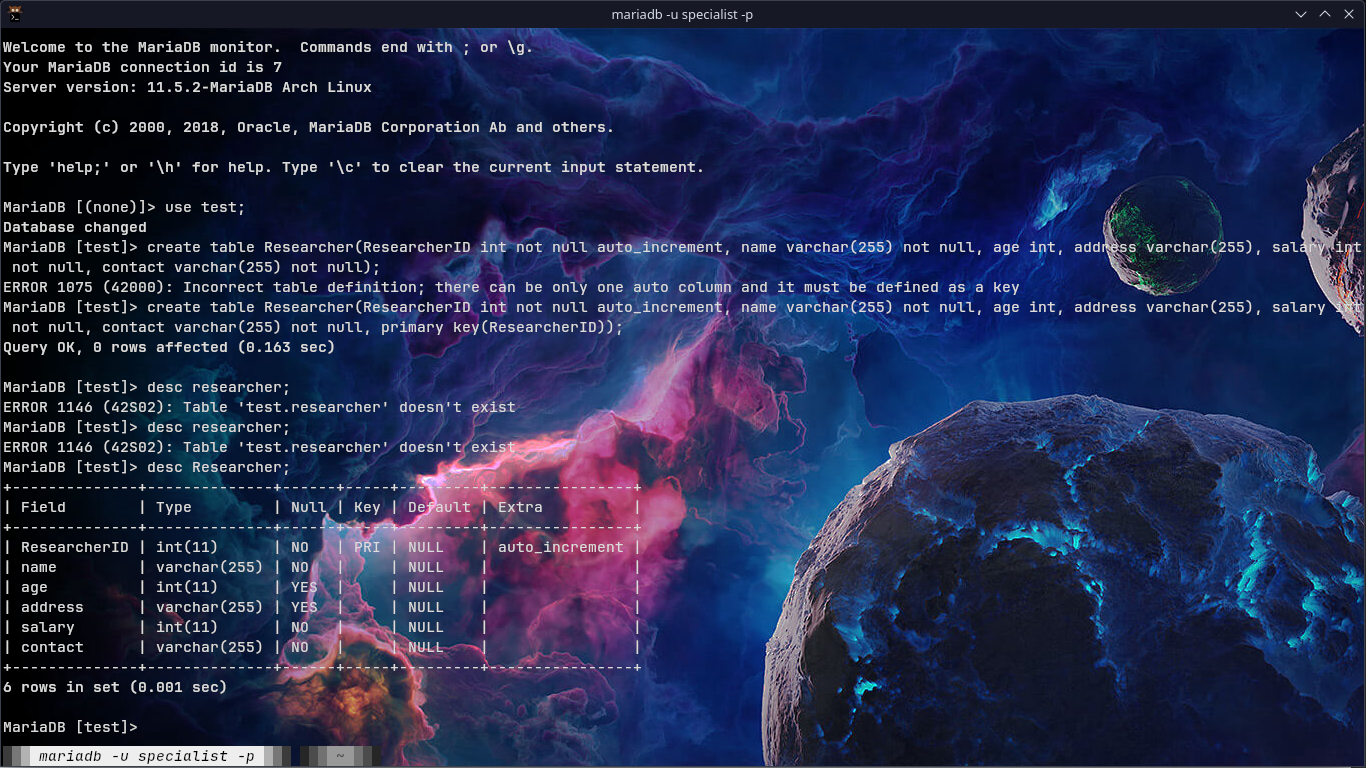 mariadb -u specialist -p
Welcome to the MariaDB monitor.  Commands end with ; or \g.
Your MariaDB connection id is 7
Server version: 11.5.2-MariaDB Arch Linux
Copyright (c) 2000, 2018, Oracle, MariaDB Corporation Ab and others.
Type 'help;' or '\h' for help. Type '\c' to clear the current input statement.
MariaDB [(none)]> use test;
Database changed
MariaDB [test]> create table Researcher(ResearcherID int not null auto_increment, name varchar(255) not null, age int, address varchar(255), salary int
 not null, contact varchar(255) not null);
ERROR 1075 (42000): Incorrect table definition; there can be only one auto column and it must be defined as a key
MariaDB [test]> create table Researcher(ResearcherID int not null auto_increment, name varchar(255) not null, age int, address varchar(255), salary int
 not null, contact varchar(255) not null, primary key(ResearcherID));
Query OK, 0 rows affected (0.163 sec)
MariaDB [test]> desc researcher;
ERROR 1146 (42S02): Table 'test.researcher' doesn't exist
MariaDB [test]> desc researcher;
ERROR 1146 (42S02): Table 'test.researcher' doesn't exist
MariaDB [test]> desc Researcher;
+--------------+--------------+------+-----+---------+----------------+
| Field        | Type         | Null | Key | Default | Extra          |
+--------------+--------------+------+-----+---------+----------------+
| ResearcherID | int(11)      | NO   | PRI | NULL    | auto_increment |
| name         | varchar(255) | NO   |     | NULL    |                |
| age          | int(11)      | YES  |     | NULL    |                |
| address      | varchar(255) | YES  |     | NULL    |                |
| salary       | int(11)      | NO   |     | NULL    |                |
| contact      | varchar(255) | NO   |     | NULL    |                |
+--------------+--------------+------+-----+---------+----------------+
6 rows in set (0.001 sec)
MariaDB [test]>
mariadb -u specialist -p ~